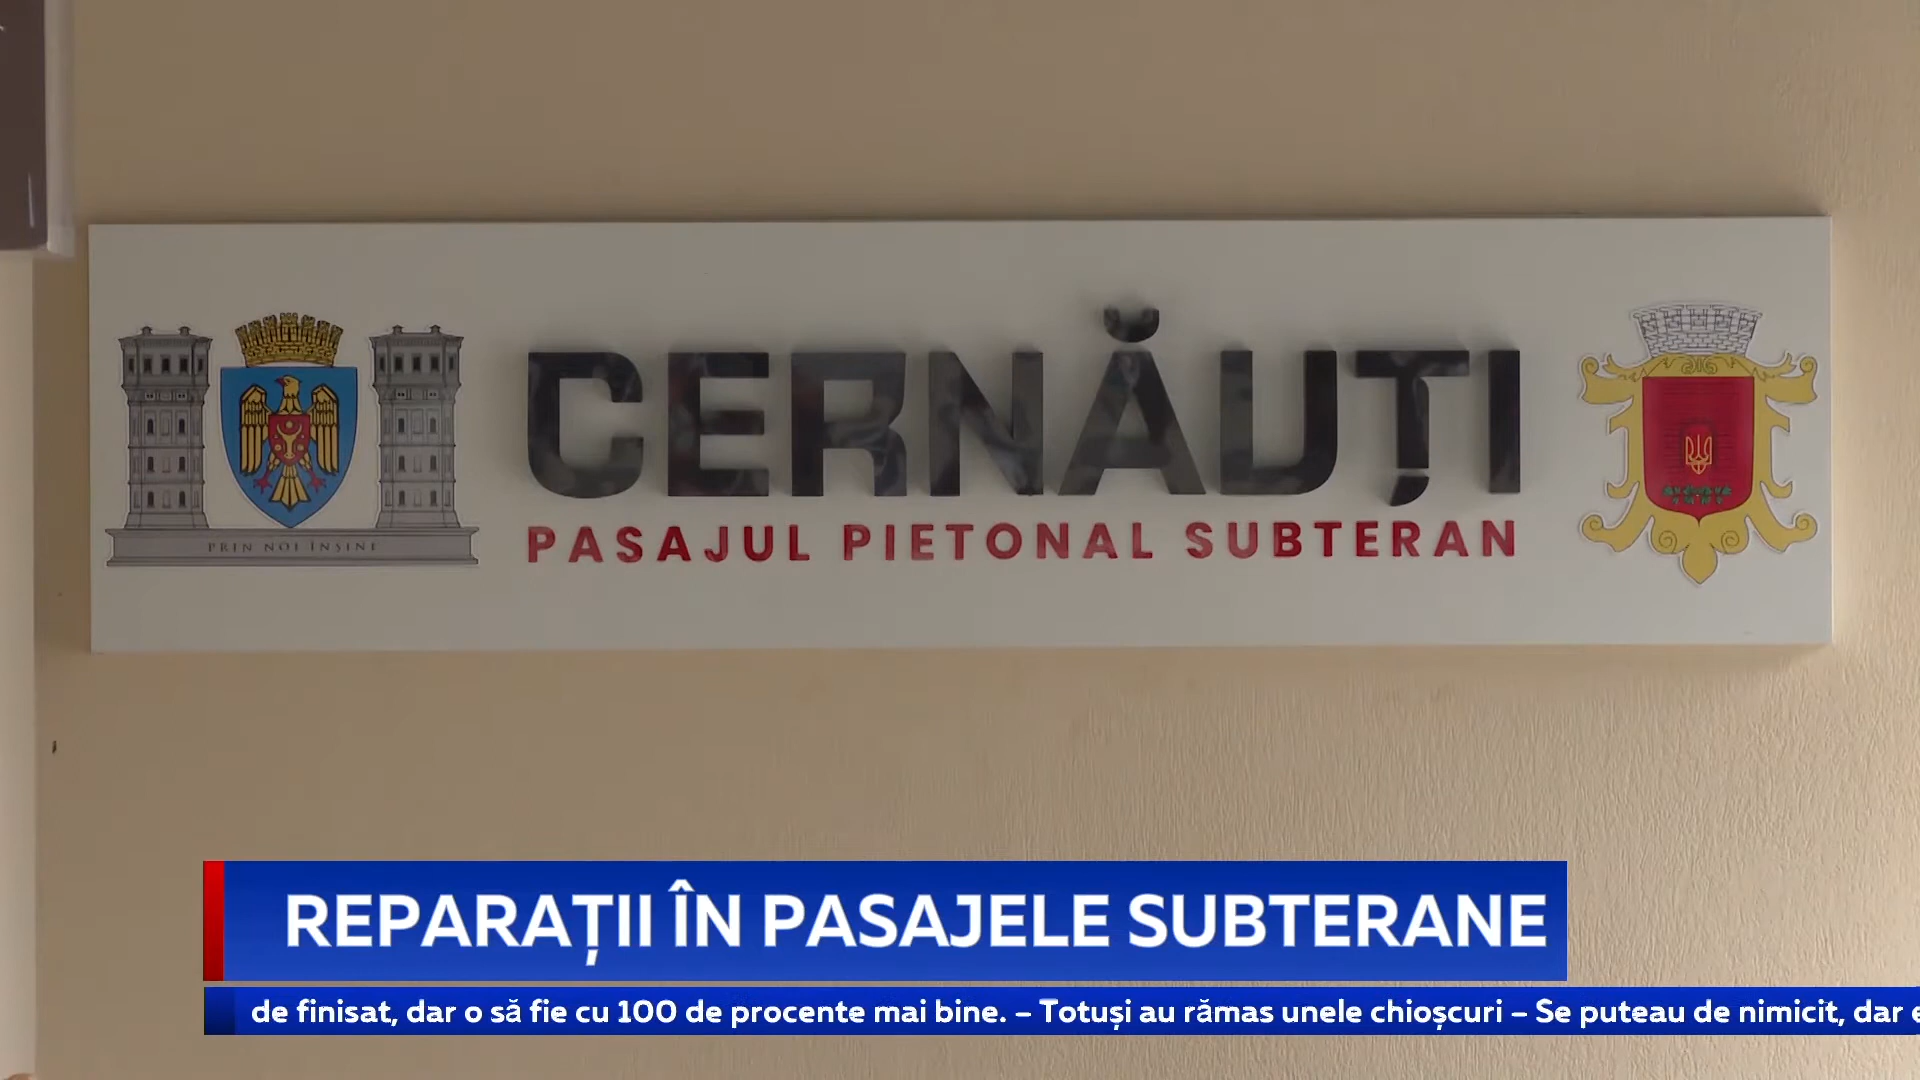 CERNĂUȚI
PASAJUL PIETONAL SUBTERAN
PRIN NOI ÎNȘINE
REPARAȚII ÎN PASAJELE SUBTERANE
de finisat, dar o să fie cu 100 de procente mai bine. – Totuși au rămas unele chioșcuri – Se puteau de nimicit, dar